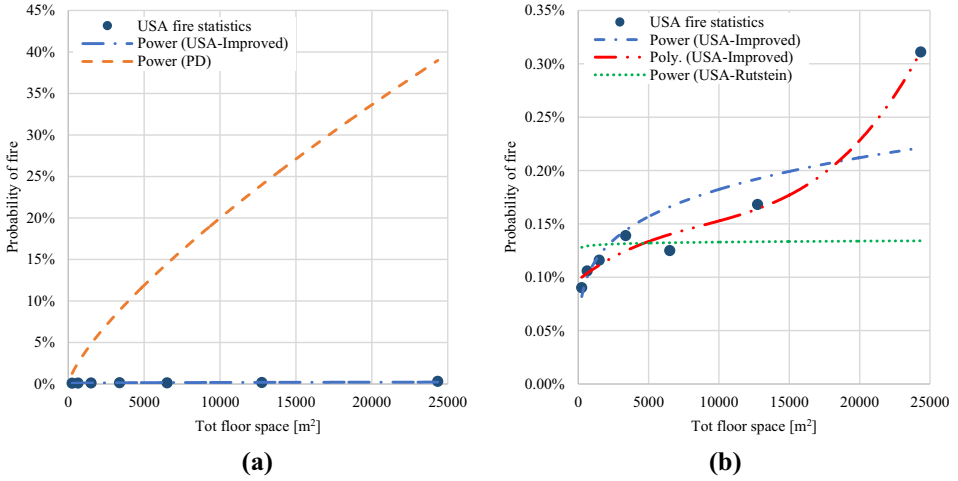 45%
40%
35%
30%
25%
20%
15%
10%
5%
0%
Probability of fire
USA fire statistics
Power (USA-Improved)
Power (PD)
0 5000 10000 15000 20000 25000
Tot floor space [m²]
(a)
0.35%
0.30%
0.25%
0.20%
0.15%
0.10%
0.05%
0.00%
Probability of fire
USA fire statistics
Power (USA-Improved)
Poly. (USA-Improved)
Power (USA-Rutstein)
0 5000 10000 15000 20000 25000
Tot floor space [m²]
(b)